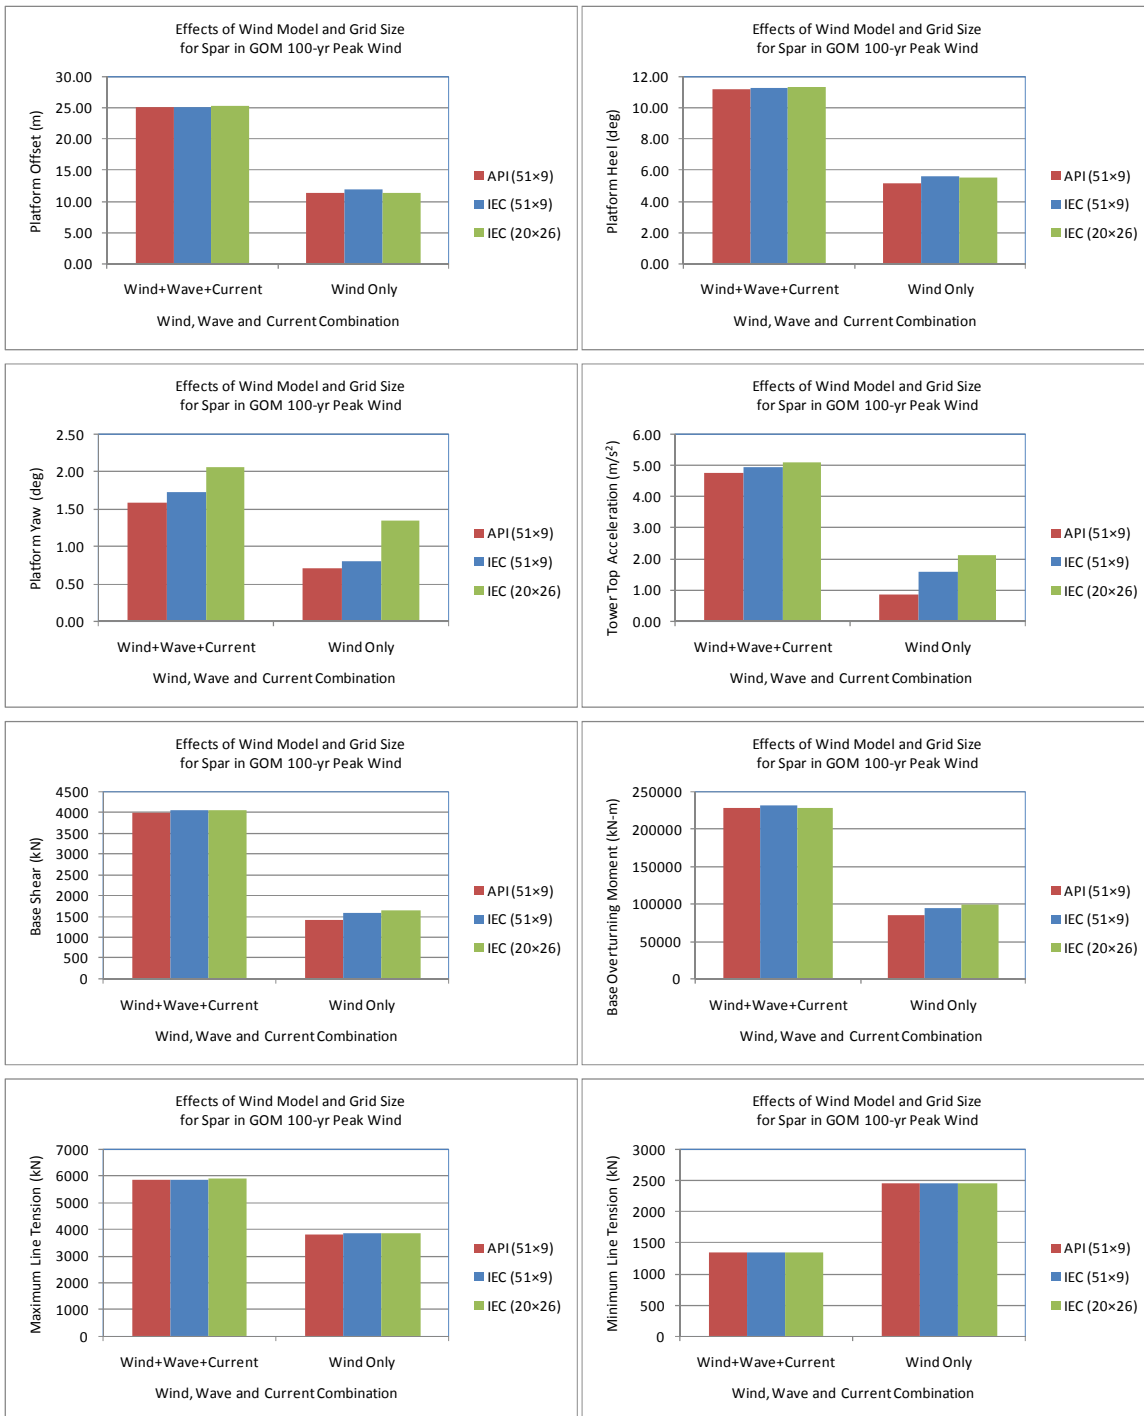 Effects of Wind Model and Grid Size
for Spar in GOM 100-yr Peak Wind
Platform Offset (m)
30.00
25.00
20.00
15.00
10.00
5.00
0.00
Wind+Wave+Current
Wind Only
Wind, Wave and Current Combination
API (51×9)
IEC (51×9)
IEC (20×26)
Effects of Wind Model and Grid Size
for Spar in GOM 100-yr Peak Wind
Platform Heel (deg)
12.00
10.00
8.00
6.00
4.00
2.00
0.00
Wind+Wave+Current
Wind Only
Wind, Wave and Current Combination
API (51×9)
IEC (51×9)
IEC (20×26)
Effects of Wind Model and Grid Size
for Spar in GOM 100-yr Peak Wind
Platform Yaw (deg)
2.50
2.00
1.50
1.00
0.50
0.00
Wind+Wave+Current
Wind Only
Wind, Wave and Current Combination
API (51×9)
IEC (51×9)
IEC (20×26)
Effects of Wind Model and Grid Size
for Spar in GOM 100-yr Peak Wind
Tower Top Acceleration (m/s²)
6.00
5.00
4.00
3.00
2.00
1.00
0.00
Wind+Wave+Current
Wind Only
Wind, Wave and Current Combination
API (51×9)
IEC (51×9)
IEC (20×26)
Effects of Wind Model and Grid Size
for Spar in GOM 100-yr Peak Wind
Base Shear (kN)
4500
4000
3500
3000
2500
2000
1500
1000
500
0
Wind+Wave+Current
Wind Only
Wind, Wave and Current Combination
API (51×9)
IEC (51×9)
IEC (20×26)
Effects of Wind Model and Grid Size
for Spar in GOM 100-yr Peak Wind
Base Overturning Moment (kN-m)
250000
200000
150000
100000
50000
0
Wind+Wave+Current
Wind Only
Wind, Wave and Current Combination
API (51×9)
IEC (51×9)
IEC (20×26)
Effects of Wind Model and Grid Size
for Spar in GOM 100-yr Peak Wind
Maximum Line Tension (kN)
7000
6000
5000
4000
3000
2000
1000
0
Wind+Wave+Current
Wind Only
Wind, Wave and Current Combination
API (51×9)
IEC (51×9)
IEC (20×26)
Effects of Wind Model and Grid Size
for Spar in GOM 100-yr Peak Wind
Minimum Line Tension (kN)
3000
2500
2000
1500
1000
500
0
Wind+Wave+Current
Wind Only
Wind, Wave and Current Combination
API (51×9)
IEC (51×9)
IEC (20×26)